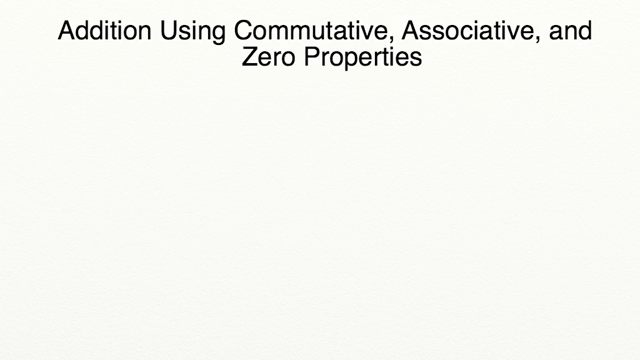 Addition Using Commutative, Associative, and
Zero Properties